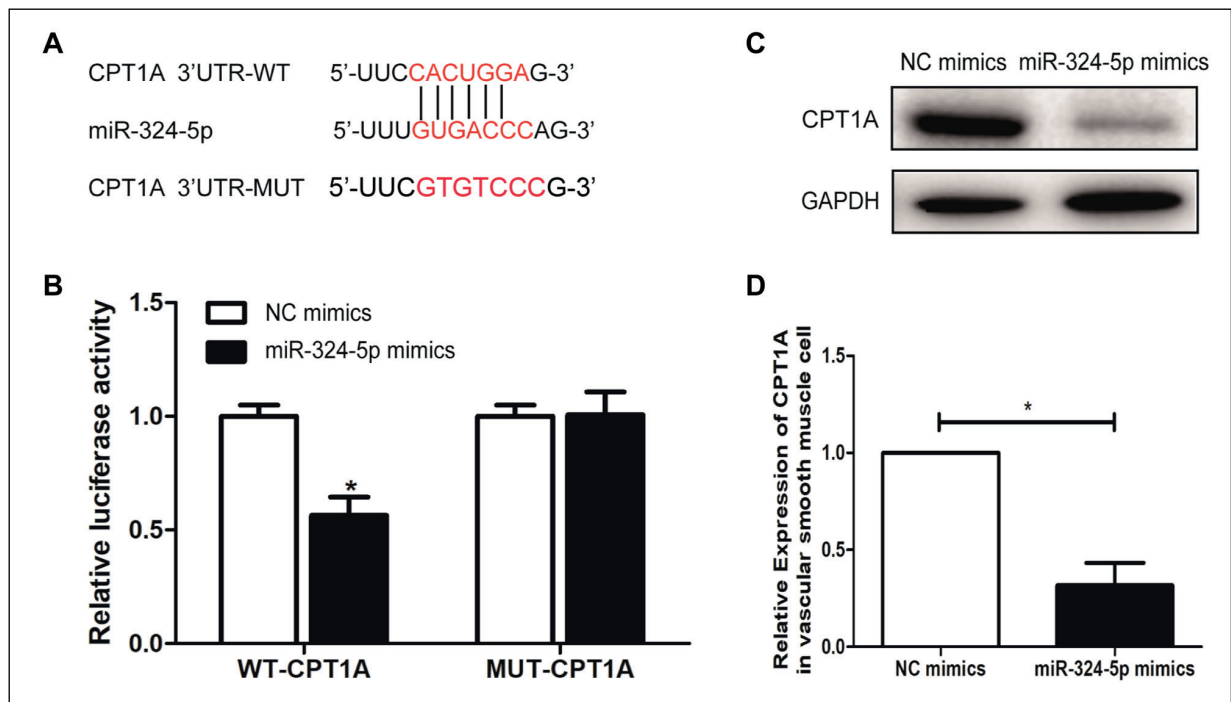 A
CPT1A 3'UTR-WT 5'-UUCCACUGGAG-3'
miR-324-5p 5'-UUUGUGACCCAG-3'
CPT1A 3'UTR-MUT 5'-UUCGTGTCCCG-3'
B
Relative luciferase activity
1.5
1.0
0.5
0.0
NC mimics
miR-324-5p mimics
*
WT-CPT1A MUT-CPT1A
C
NC mimics miR-324-5p mimics
CPT1A
GAPDH
D
Relative Expression of CPT1A
in vascular smooth muscle cell
1.5
1.0
0.5
0.0
*
NC mimics miR-324-5p mimics